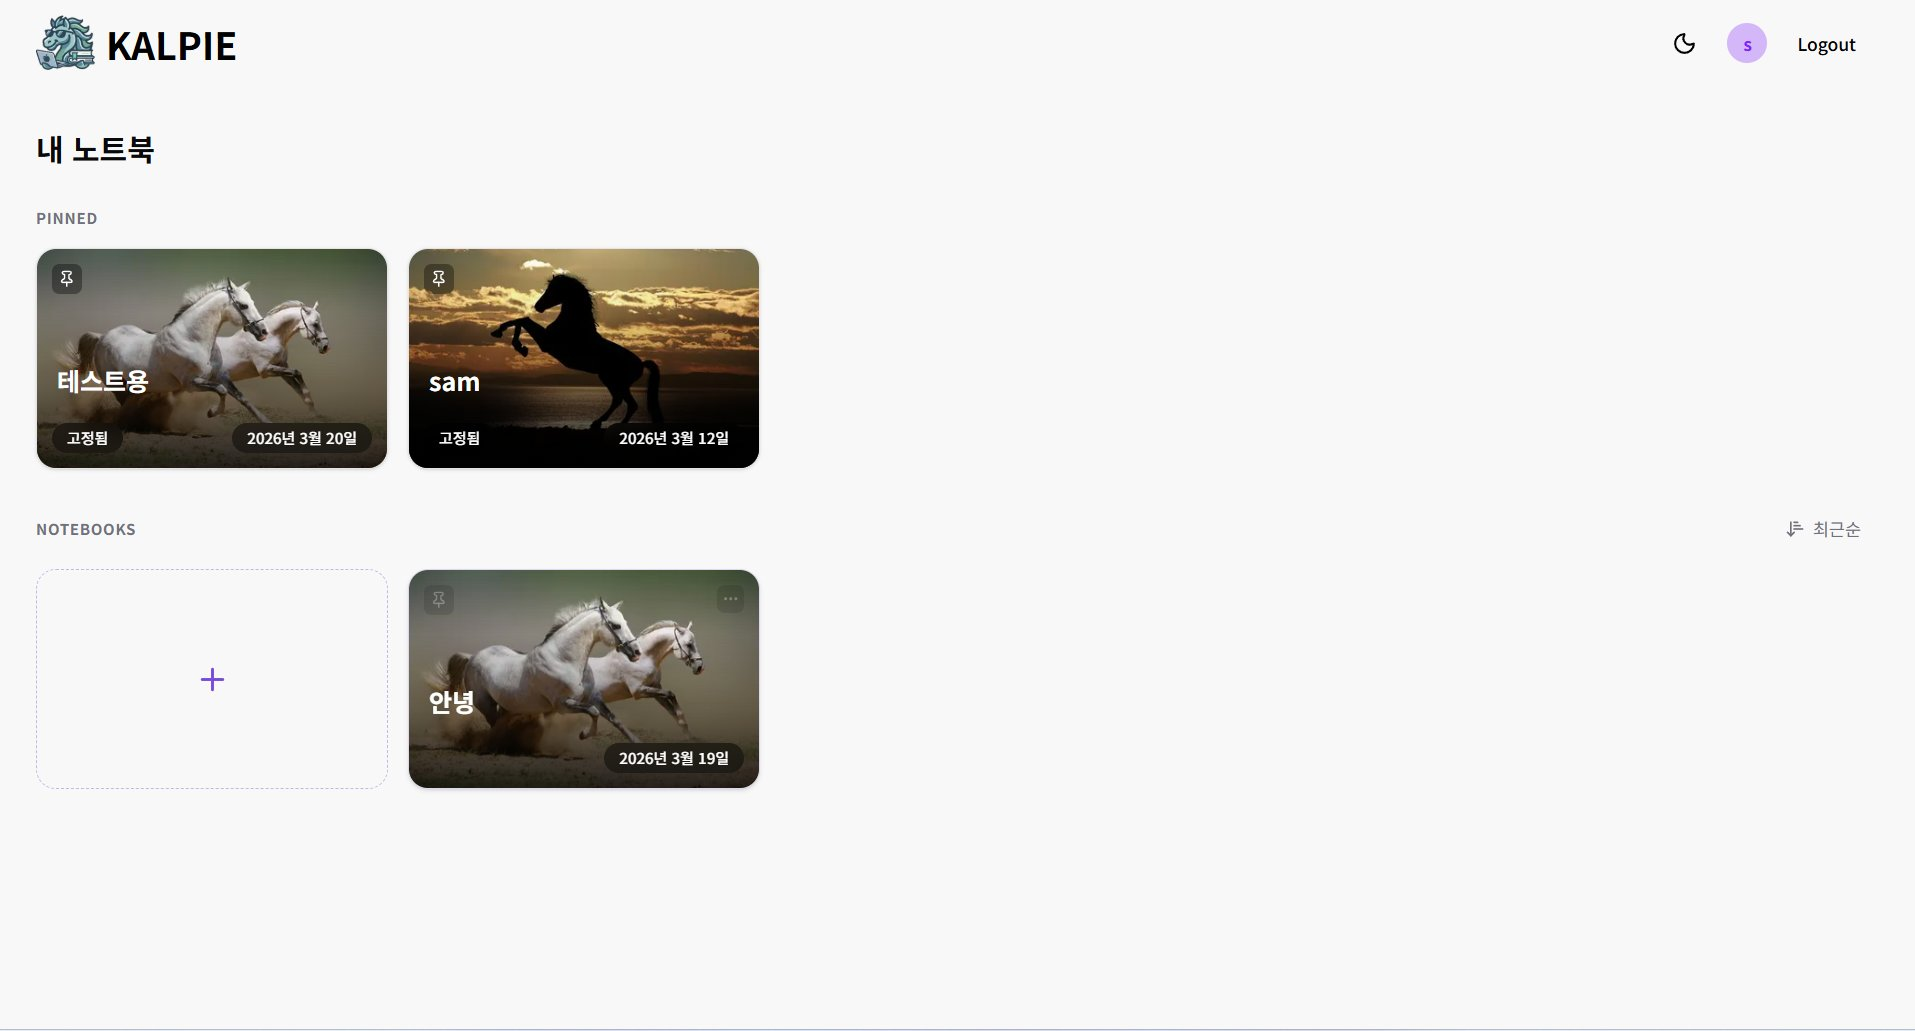 KALPIE
s
Logout
내 노트북
PINNED
테스트용
고정됨
2026년 3월 20일
sam
고정됨
2026년 3월 12일
NOTEBOOKS
최근순
안녕
2026년 3월 19일